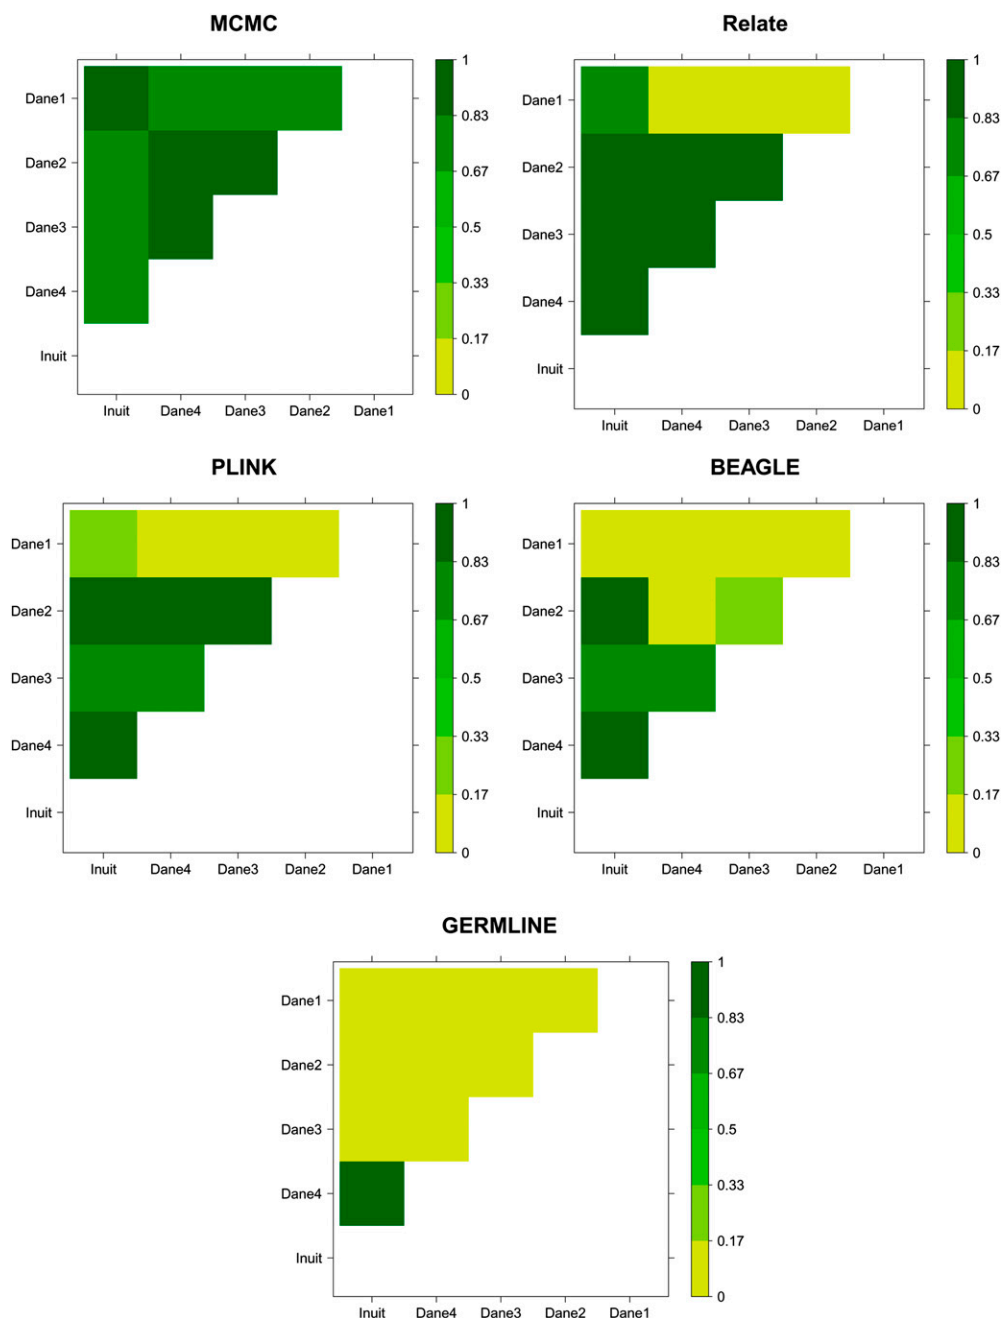 MCMC
Dane1
Dane2
Dane3
Dane4
Inuit
Inuit Dane4 Dane3 Dane2 Dane1
1
0.83
0.67
0.5
0.33
0.17
0
Relate
Dane1
Dane2
Dane3
Dane4
Inuit
Inuit Dane4 Dane3 Dane2 Dane1
1
0.83
0.67
0.5
0.33
0.17
0
PLINK
Dane1
Dane2
Dane3
Dane4
Inuit
Inuit Dane4 Dane3 Dane2 Dane1
1
0.83
0.67
0.5
0.33
0.17
0
BEAGLE
Dane1
Dane2
Dane3
Dane4
Inuit
Inuit Dane4 Dane3 Dane2 Dane1
1
0.83
0.67
0.5
0.33
0.17
0
GERMLINE
Dane1
Dane2
Dane3
Dane4
Inuit
Inuit Dane4 Dane3 Dane2 Dane1
1
0.83
0.67
0.5
0.33
0.17
0